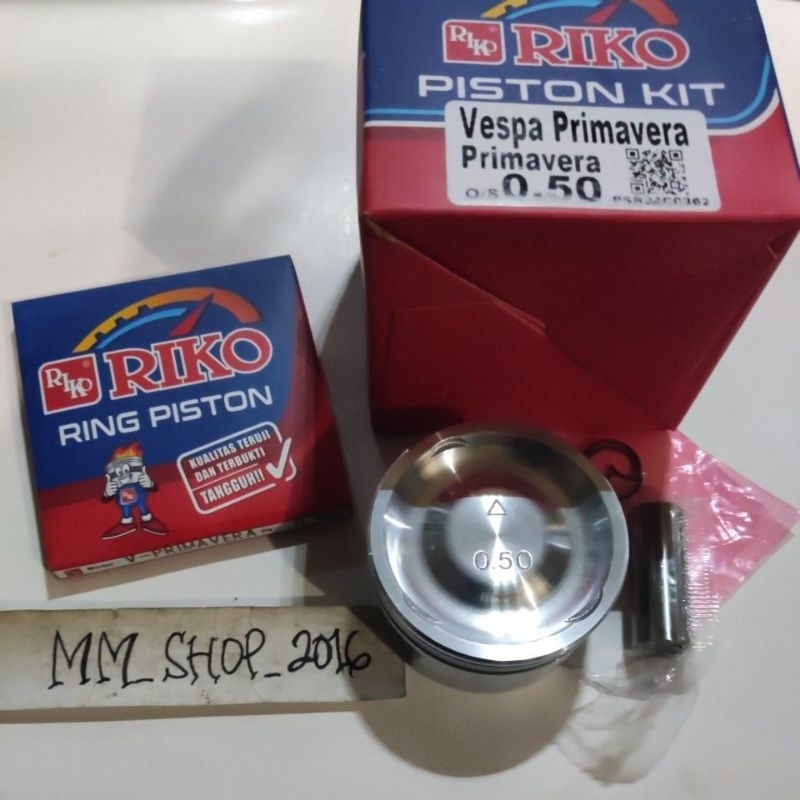 RIKO RIKO
PISTON KIT
Vespa Primavera
Primavera
O/S 0.50
RIKO RIKO
RING PISTON
KUALITAS TERUJI
DAN TERBUKTI
TANGGUH!!
V-PRIMAVERA
△
0.50
MM_SHOP_2016